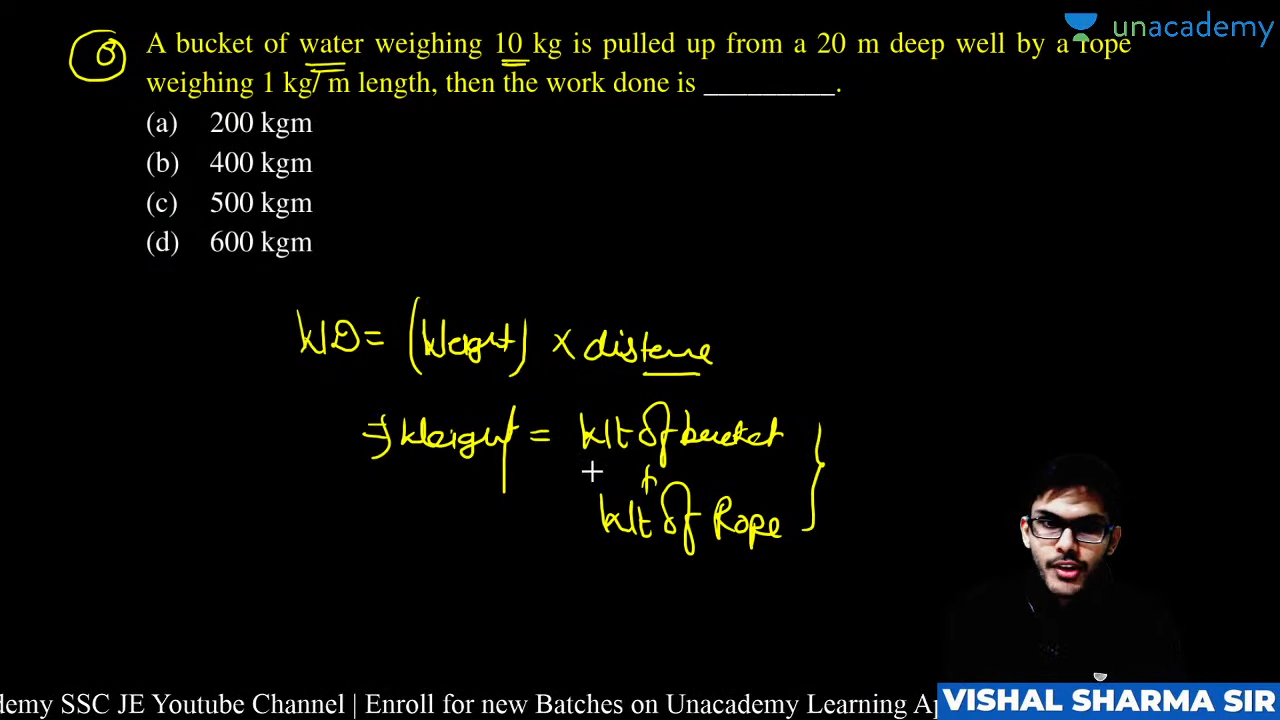 unacademy
A bucket of water weighing 10 kg is pulled up from a 20 m deep well by a rope
weighing 1 kg/ m length, then the work done is _________.
(a) 200 kgm
(b) 400 kgm
(c) 500 kgm
(d) 600 kgm
WD = (Weight) × distance
⇒ Weight = Wt of bucket
+
Wt of Rope
demy SSC JE Youtube Channel | Enroll for new Batches on Unacademy Learning Ap
VISHAL SHARMA SIR